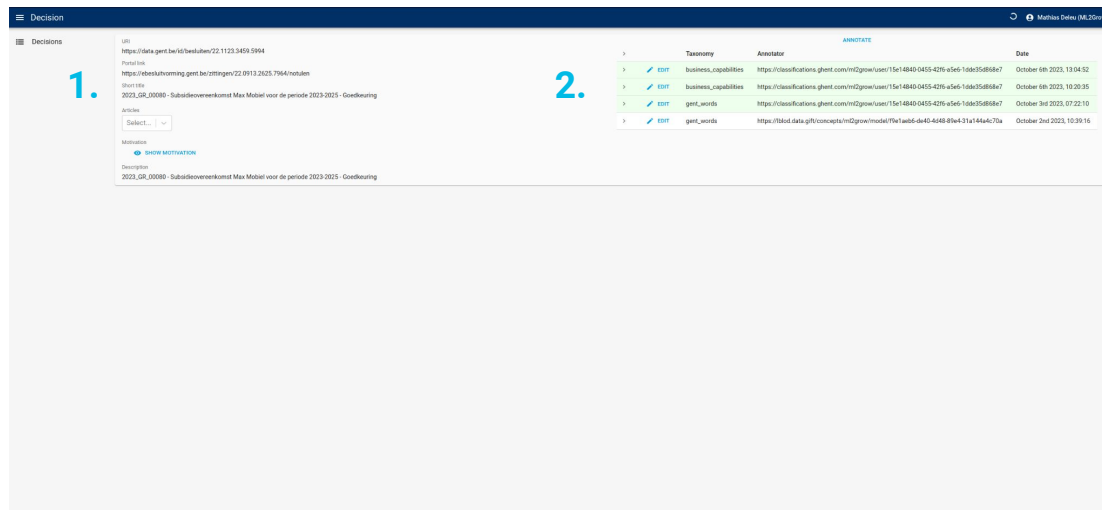 Decision
Mathias Deleu (ML2Gro
Decisions
1.
URI
https://data.gent.be/id/besluiten/22.1123.3459.5994
Portal link
https://ebesluitvorming.gent.be/zittingen/22.0913.2625.7964/notulen
Short title
2023_GR_00080 - Subsidieovereenkomst Max Mobiel voor de periode 2023-2025 - Goedkeuring
Articles
Select...
Motivation
SHOW MOTIVATION
Description
2023_GR_00080 - Subsidieovereenkomst Max Mobiel voor de periode 2023-2025 - Goedkeuring
2.
ANNOTATE
Taxonomy Annotator Date
EDIT business_capabilities https://classifications.ghent.com/ml2grow/user/15e14840-0455-42f6-a5e6-1dde35d868e7 October 6th 2023, 13:04:52
EDIT business_capabilities https://classifications.ghent.com/ml2grow/user/15e14840-0455-42f6-a5e6-1dde35d868e7 October 6th 2023, 10:20:35
EDIT gent_words https://classifications.ghent.com/ml2grow/user/15e14840-0455-42f6-a5e6-1dde35d868e7 October 3rd 2023, 07:22:10
EDIT gent_words https://lblod.data.gift/concepts/ml2grow/model/f9e1aeb6-de40-4d48-89e4-31a144a4c70a October 2nd 2023, 10:39:16